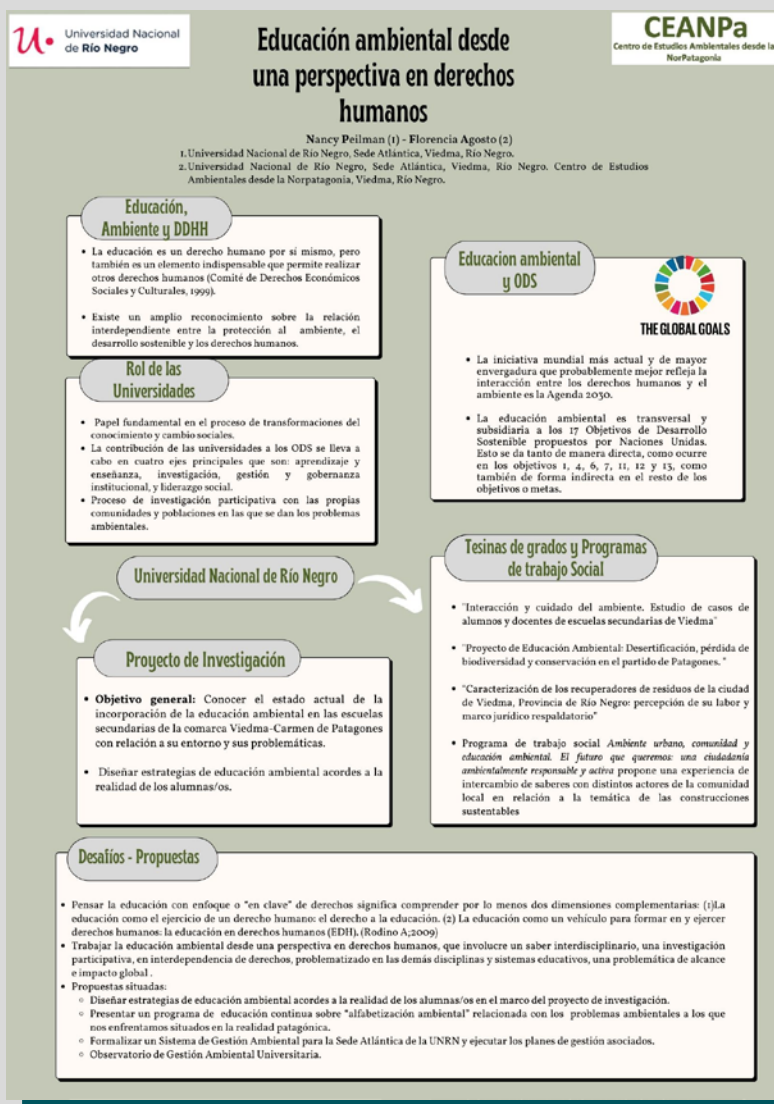 Universidad Nacional
de Río Negro
CEANPa
Centro de Estudios Ambientales desde la
NorPatagonia
Educación ambiental desde
una perspectiva en derechos
humanos
Nancy Peilman (1) - Florencia Agosto (2)
1. Universidad Nacional de Río Negro, Sede Atlántica, Viedma, Río Negro.
2. Universidad Nacional de Río Negro, Sede Atlántica, Viedma, Río Negro. Centro de Estudios
Ambientales desde la Norpatagonia, Viedma, Río Negro.
Educación,
Ambiente y DDHH
• La educación es un derecho humano por sí mismo, pero
también es un elemento indispensable que permite realizar
otros derechos humanos (Comité de Derechos Económicos
Sociales y Culturales, 1999).
• Existe un amplio reconocimiento sobre la relación
interdependiente entre la protección al ambiente, el
desarrollo sostenible y los derechos humanos.
Rol de las
Universidades
• Papel fundamental en el proceso de transformaciones del
conocimiento y cambio sociales.
• La contribución de las universidades a los ODS se lleva a
cabo en cuatro ejes principales que son: aprendizaje y
enseñanza, investigación, gestión y gobernanza
institucional, y liderazgo social.
• Proceso de investigación participativa con las propias
comunidades y poblaciones en las que se dan los problemas
ambientales.
Educacion ambiental
y ODS
THE GLOBAL GOALS
• La iniciativa mundial más actual y de mayor
envergadura que probablemente mejor refleja la
interacción entre los derechos humanos y el
ambiente es la Agenda 2030.
• La educación ambiental es transversal y
subsidiaria a los 17 Objetivos de Desarrollo
Sostenible propuestos por Naciones Unidas.
Esto se da tanto de manera directa, como ocurre
en los objetivos 1, 4, 6, 7, 11, 12 y 13, como
también de forma indirecta en el resto de los
objetivos o metas.
Universidad Nacional de Río Negro
Proyecto de Investigación
• Objetivo general: Conocer el estado actual de la
incorporación de la educación ambiental en las escuelas
secundarias de la comarca Viedma-Carmen de Patagones
con relación a su entorno y sus problemáticas.
• Diseñar estrategias de educación ambiental acordes a la
realidad de los alumnas/os.
Tesinas de grados y Programas
de trabajo Social
• "Interacción y cuidado del ambiente. Estudio de casos de
alumnos y docentes de escuelas secundarias de Viedma"
• "Proyecto de Educación Ambiental: Desertificación, pérdida de
biodiversidad y conservación en el partido de Patagones. "
• "Caracterización de los recuperadores de residuos de la ciudad
de Viedma, Provincia de Río Negro: percepción de su labor y
marco jurídico respaldatorio"
• Programa de trabajo social Ambiente urbano, comunidad y
educación ambiental. El futuro que queremos: una ciudadanía
ambientalmente responsable y activa propone una experiencia de
intercambio de saberes con distintos actores de la comunidad
local en relación a la temática de las construcciones
sustentables
Desafíos - Propuestas
• Pensar la educación con enfoque o "en clave" de derechos significa comprender por lo menos dos dimensiones complementarias: (1)La
educación como el ejercicio de un derecho humano: el derecho a la educación. (2) La educación como un vehículo para formar en y ejercer
derechos humanos: la educación en derechos humanos (EDH). (Rodino A;2009)
• Trabajar la educación ambiental desde una perspectiva en derechos humanos, que involucre un saber interdisciplinario, una investigación
participativa, en interdependencia de derechos, problematizado en las demás disciplinas y sistemas educativos, una problemática de alcance
e impacto global .
• Propuestas situadas:
◦ Diseñar estrategias de educación ambiental acordes a la realidad de los alumnas/os en el marco del proyecto de investigación.
◦ Presentar un programa de educación continua sobre "alfabetización ambiental" relacionada con los problemas ambientales a los que
nos enfrentamos situados en la realidad patagónica.
◦ Formalizar un Sistema de Gestión Ambiental para la Sede Atlántica de la UNRN y ejecutar los planes de gestión asociados.
◦ Observatorio de Gestión Ambiental Universitaria.